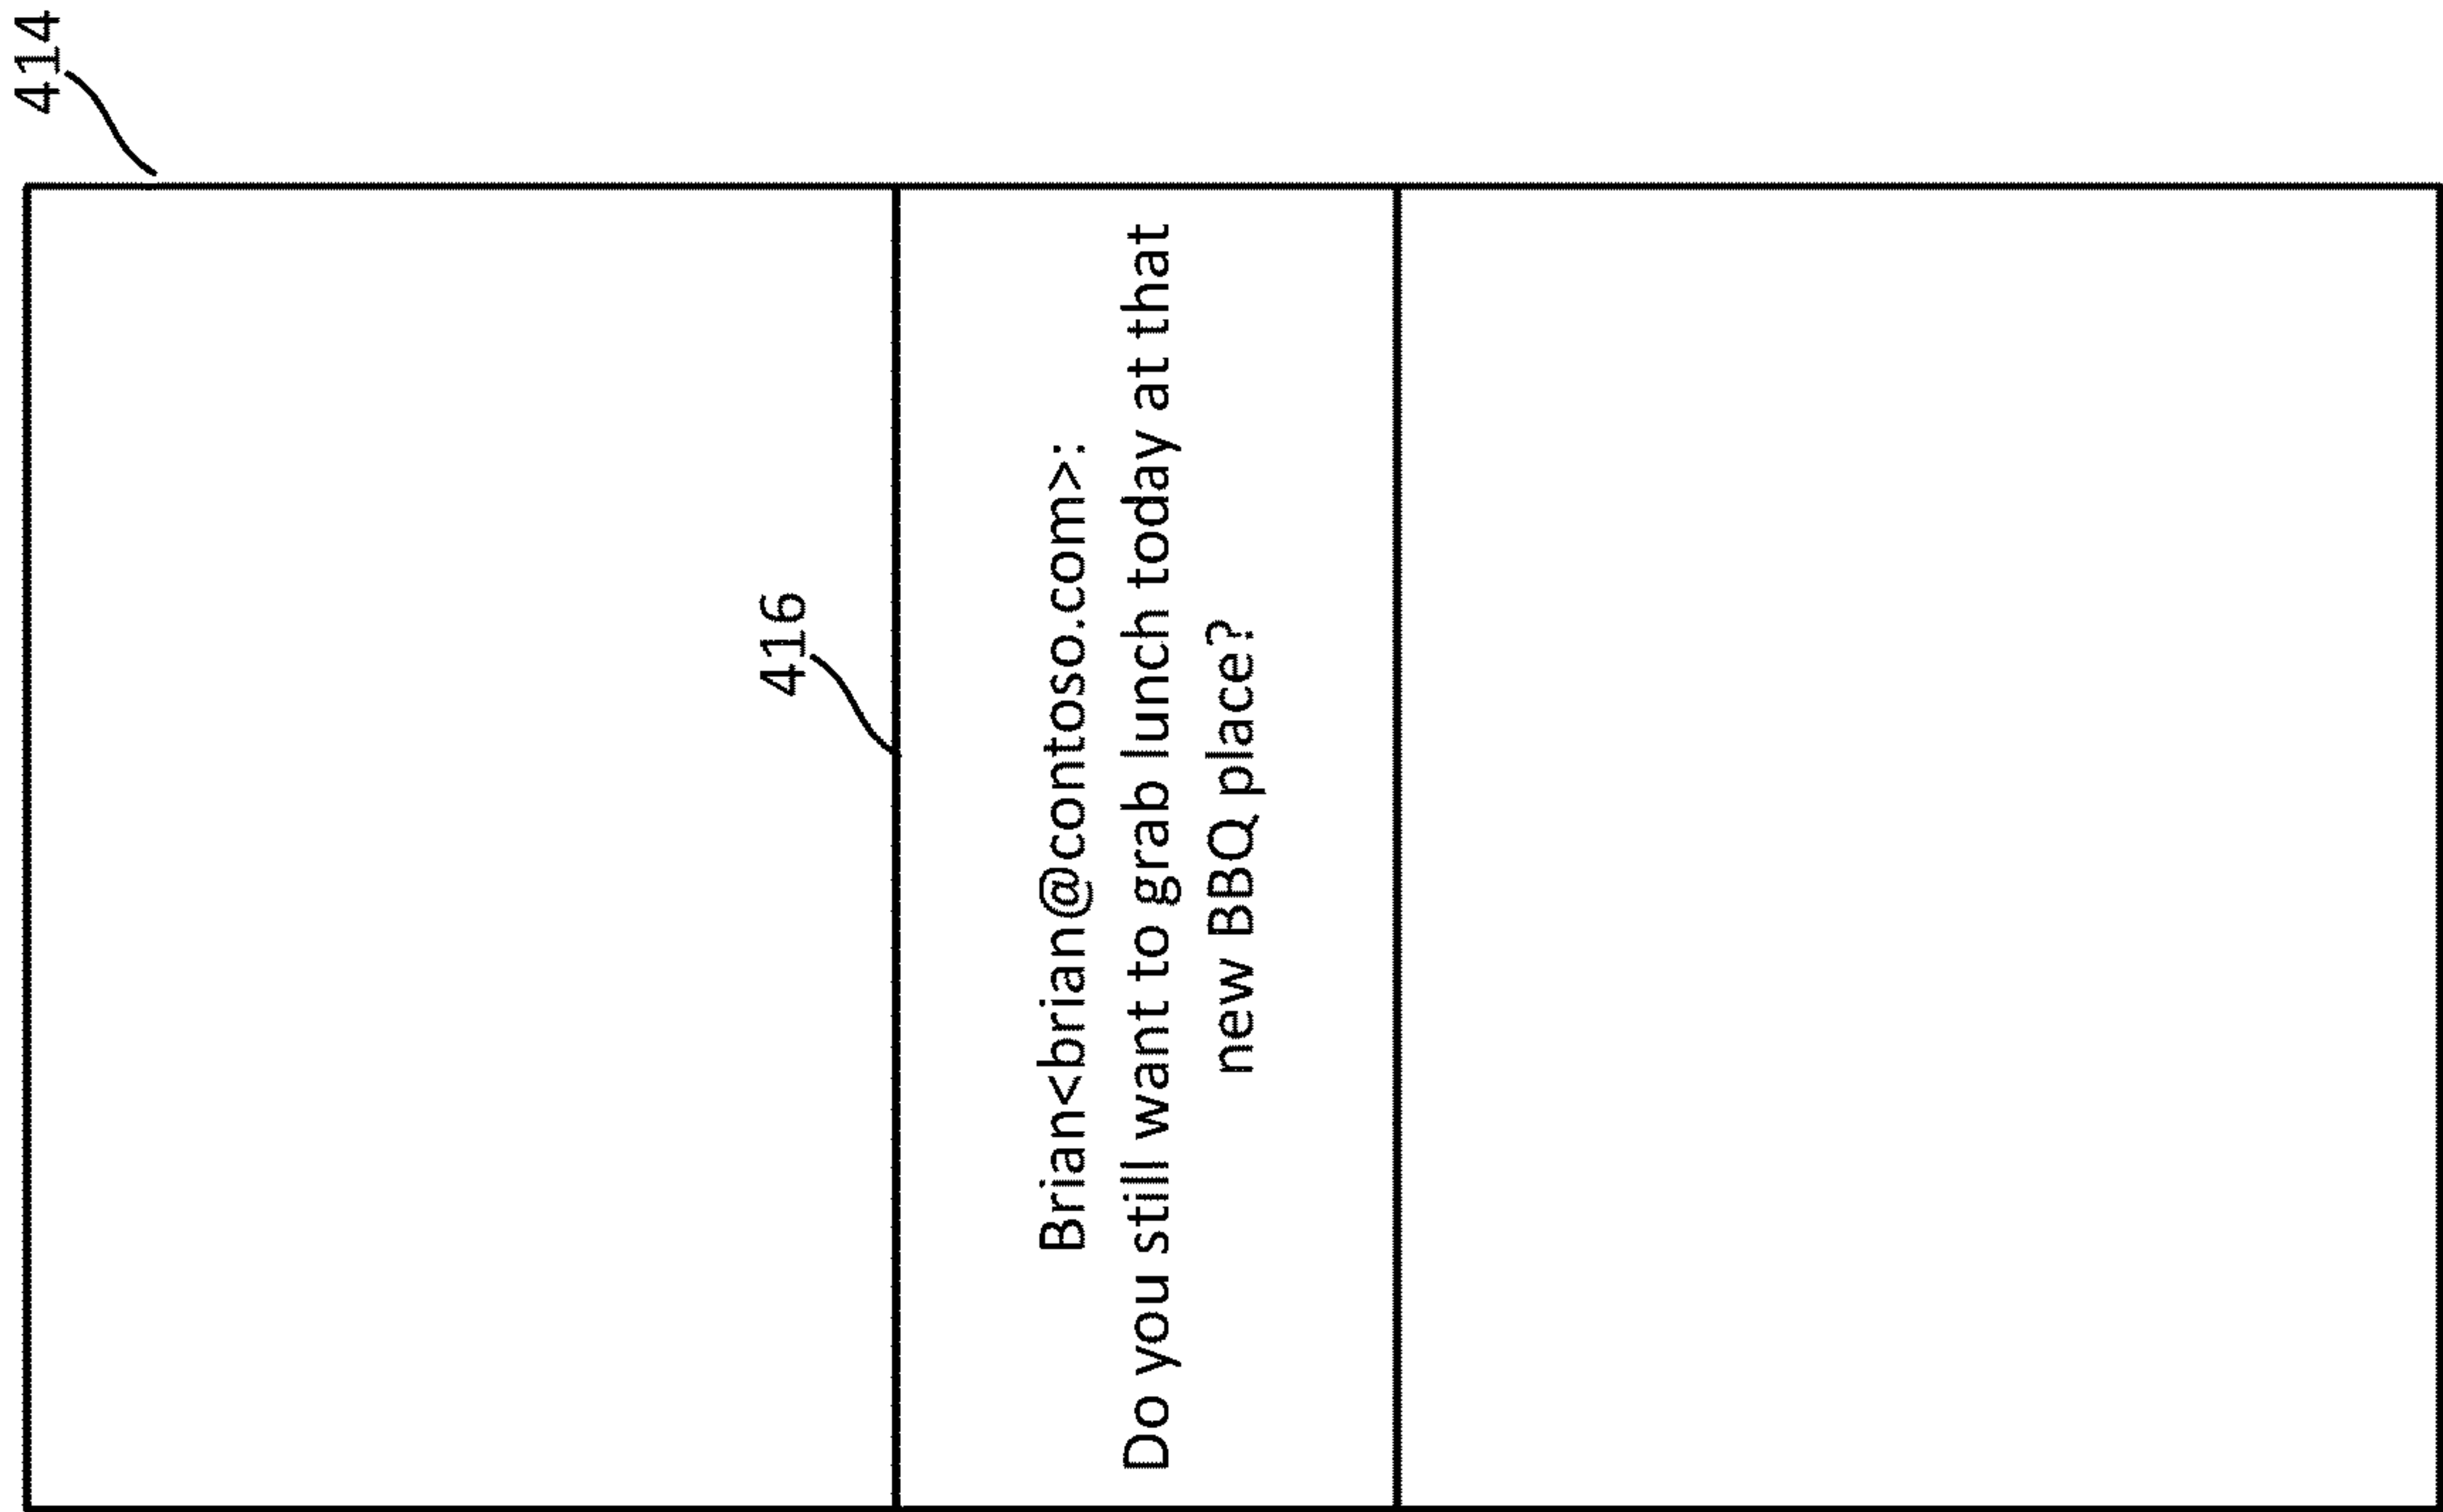 414
416
Brian<brian@contoso.com>:
Do you still want to grab lunch today at that
new BBQ place?